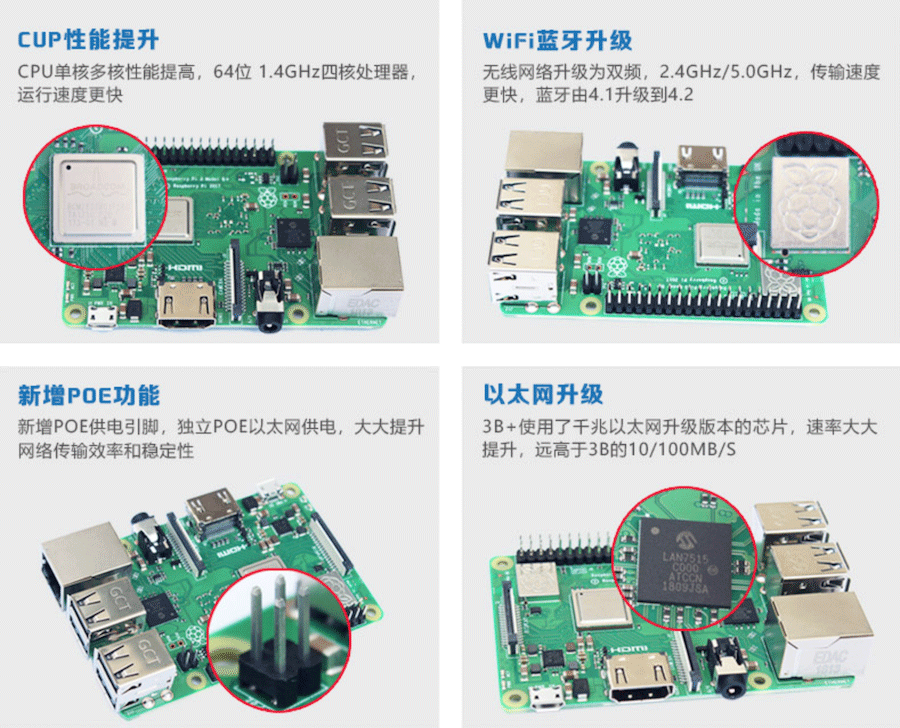 CUP性能提升
CPU单核多核性能提高，64位 1.4GHz四核处理器，
运行速度更快
GCT
GCT
HDMI
EDAC
WiFi蓝牙升级
无线网络升级为双频，2.4GHz/5.0GHz，传输速度
更快，蓝牙由4.1升级到4.2
HDMI
新增POE功能
新增POE供电引脚，独立POE以太网供电，大大提升
网络传输效率和稳定性
HDMI
GCT
GCT
以太网升级
3B+使用了千兆以太网升级版本的芯片，速率大大
提升，远高于3B的10/100MB/S
LAN7515
CD00
ATCCN
1809JSA
HDMI
EDAC